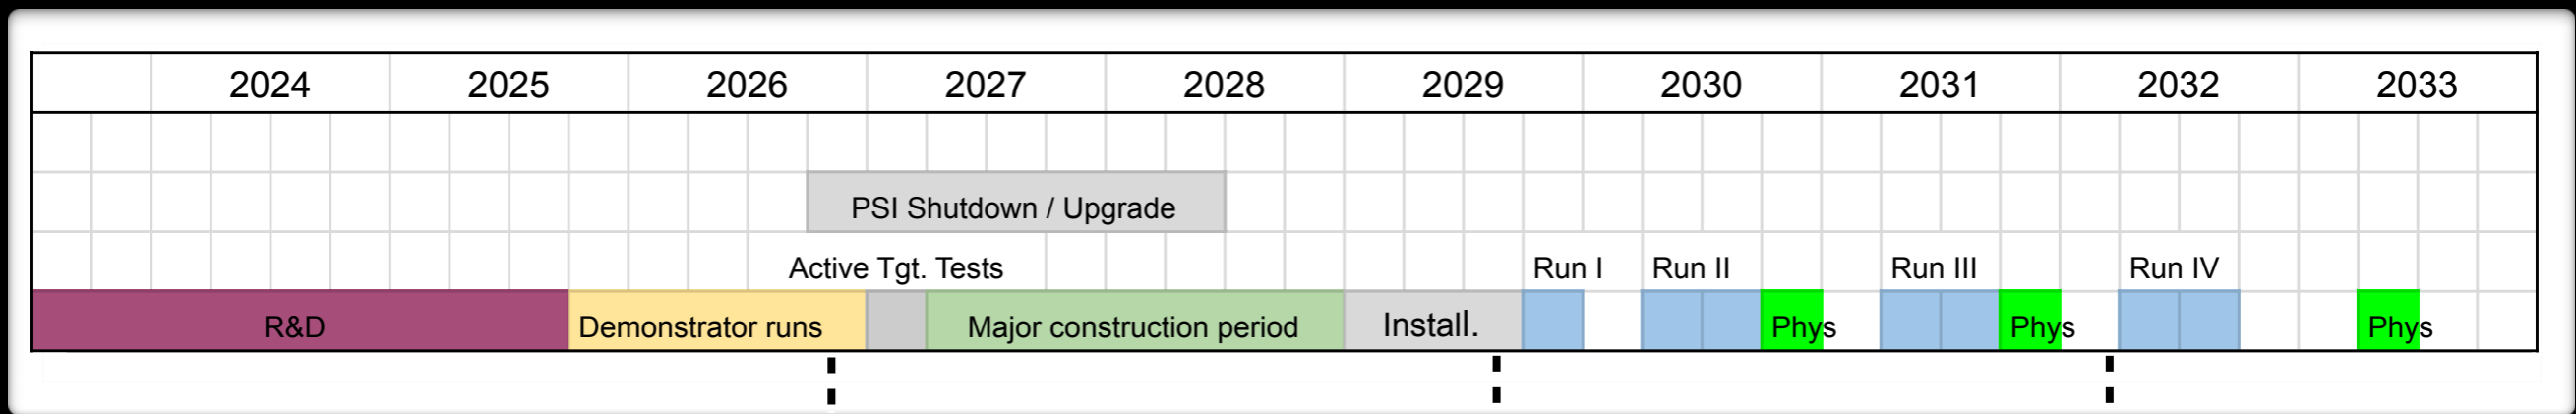 2024 2025 2026 2027 2028 2029 2030 2031 2032 2033
PSI Shutdown / Upgrade
Active Tgt. Tests Run I Run II Run III Run IV
R&D Demonstrator runs Major construction period Install. Phys Phys Phys